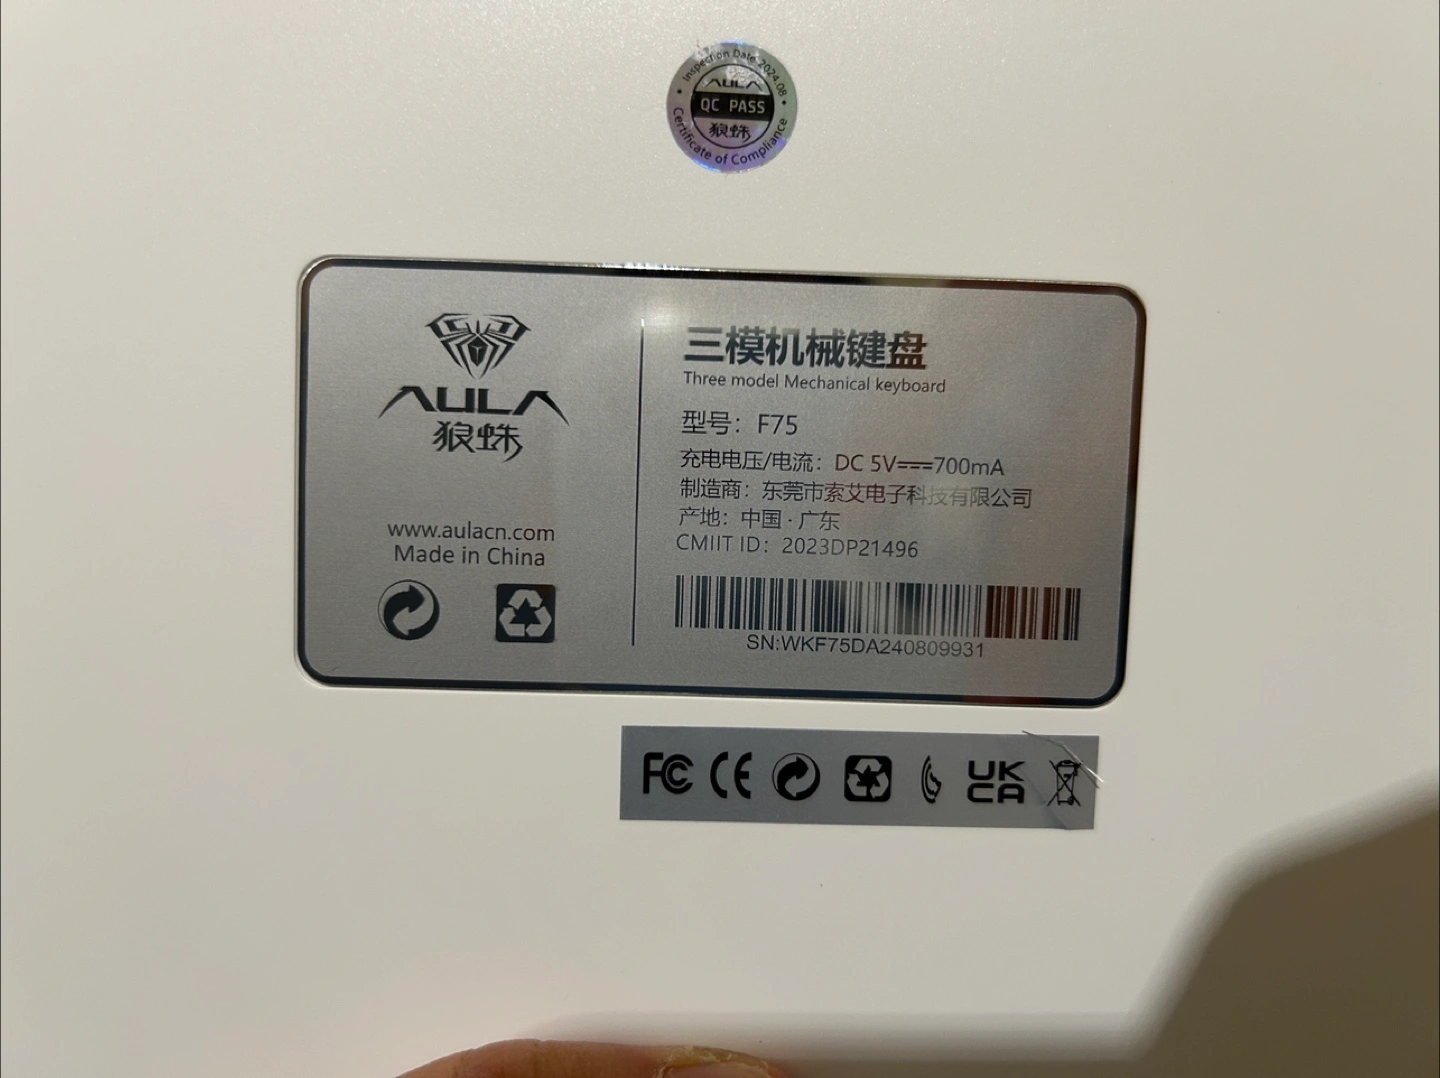 Inspection Date 2024.08
AULA
QC PASS
狼蛛
Certificate of Compliance
AULA
狼蛛
www.aulacn.com
Made in China
三模机械键盘
Three model Mechanical keyboard
型号：F75
充电电压/电流：DC 5V⎓700mA
制造商：东莞市索艾电子科技有限公司
产地：中国·广东
CMIIT ID：2023DP21496
SN:WKF75DA240809931
FC CE UK
CA